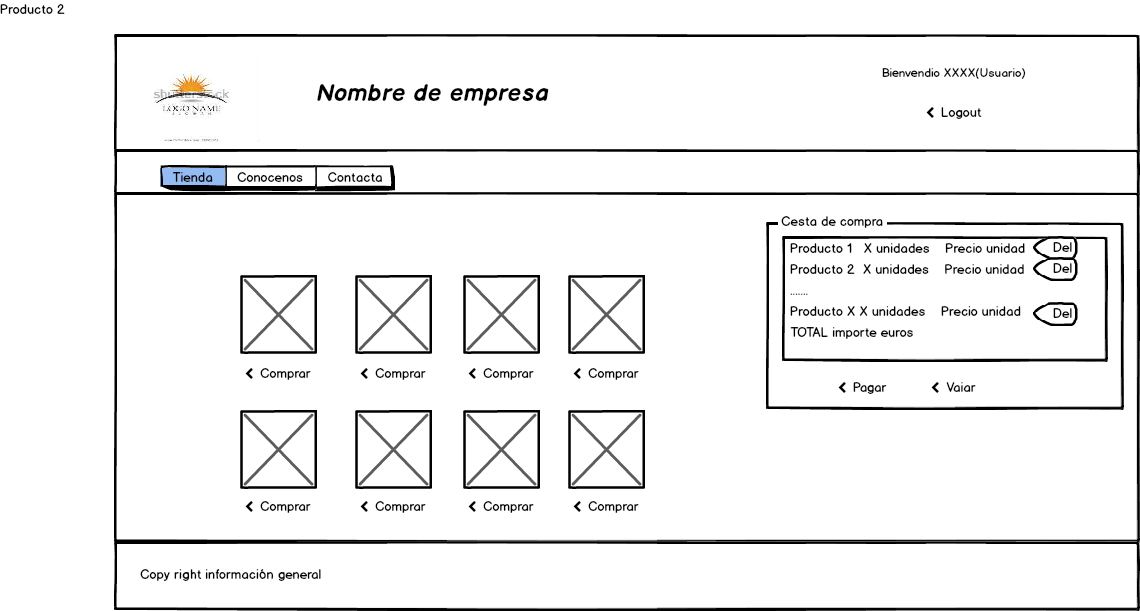 Producto 2
Bienvendio XXXX(Usuario)
shutterstock
LOGO NAME
Nombre de empresa
Logout
Tienda Conocenos Contacta
Cesta de compra
Producto 1 X unidades Precio unidad Del
Producto 2 X unidades Precio unidad Del
.......
Producto X X unidades Precio unidad Del
TOTAL importe euros
Comprar Comprar Comprar Comprar
Pagar Vaiar
Comprar Comprar Comprar Comprar
Copy right información general